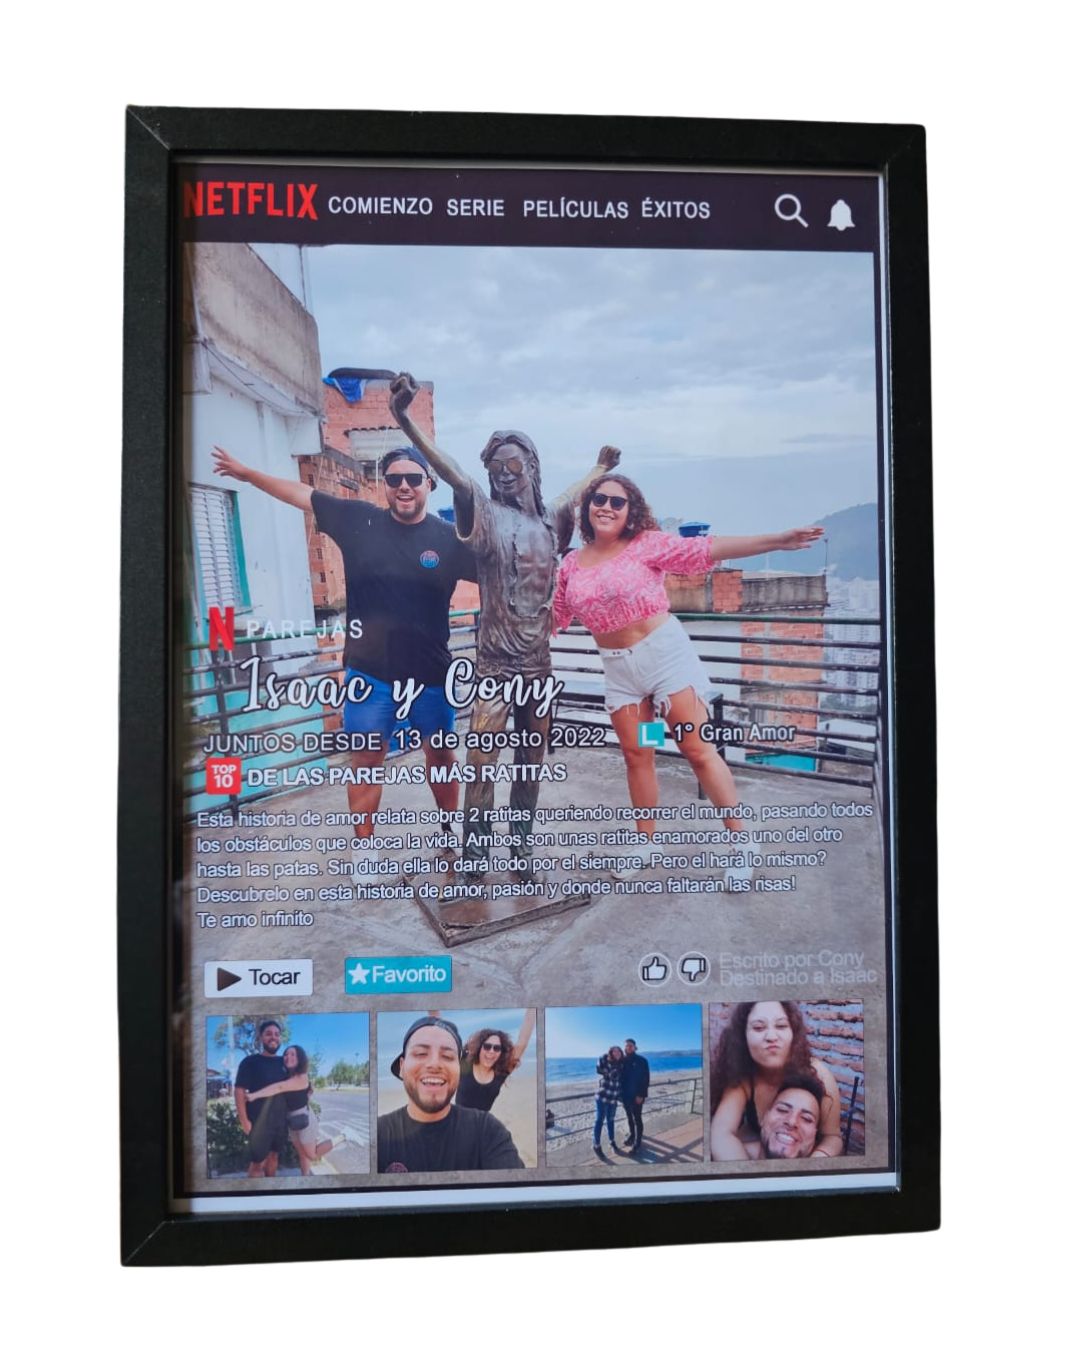 NETFLIX COMIENZO SERIE PELÍCULAS ÉXITOS
N PAREJAS
Isaac y Cony
JUNTOS DESDE 13 de agosto 2022 L 1° Gran Amor
TOP 10 DE LAS PAREJAS MÁS RATITAS
Esta historia de amor relata sobre 2 ratitas queriendo recorrer el mundo, pasando todos
los obstáculos que coloca la vida. Ambos son unas ratitas enamorados uno del otro
hasta las patas. Sin duda ella lo dará todo por el siempre. Pero el hará lo mismo?
Descubrelo en esta historia de amor, pasión y donde nunca faltarán las risas!
Te amo infinito
Tocar Favorito
Escrito por Cony
Destinado a Isaac